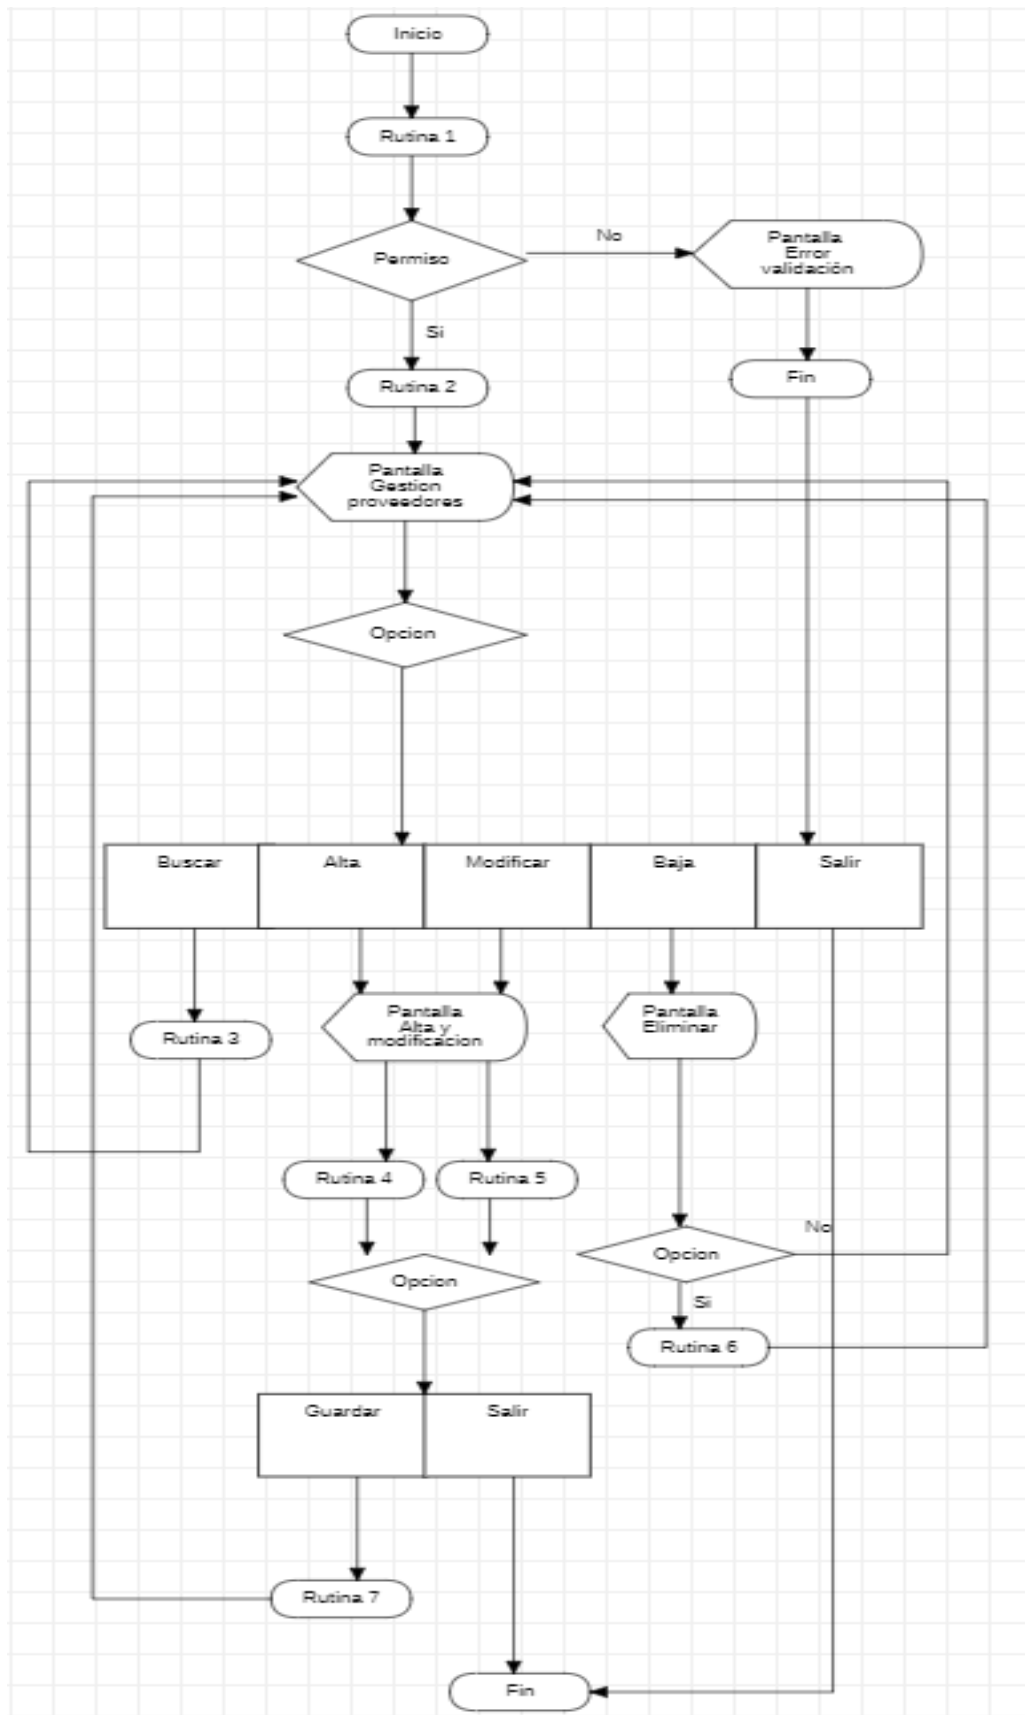 Inicio
Rutina 1
Permiso
No
Pantalla
Error
validación
Si
Rutina 2
Fin
Pantalla
Gestion
proveedores
Opcion
Buscar
Alta
Modificar
Baja
Salir
Rutina 3
Pantalla
Alta y
modificacion
Pantalla
Eliminar
Rutina 4
Rutina 5
Opcion
No
Opcion
Si
Rutina 6
Guardar
Salir
Rutina 7
Fin